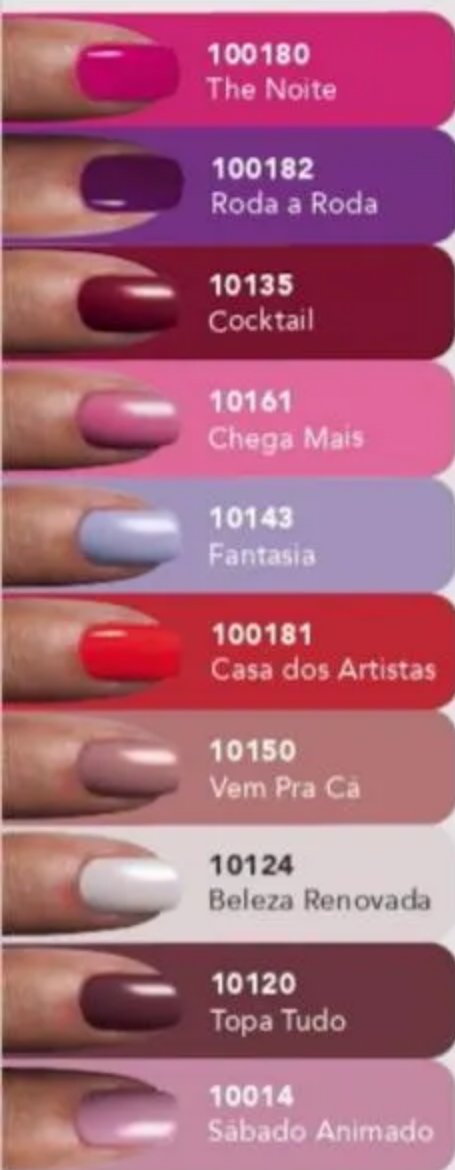 100180
The Noite
100182
Roda a Roda
10135
Cocktail
10161
Chega Mais
10143
Fantasia
100181
Casa dos Artistas
10150
Vem Pra Cá
10124
Beleza Renovada
10120
Topa Tudo
10014
Sábado Animado